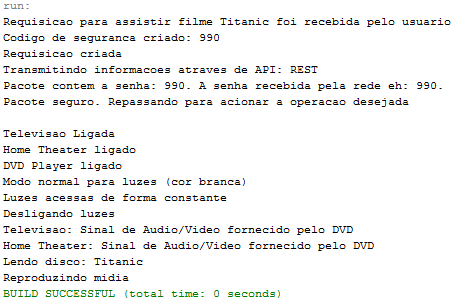 run:
Requisicao para assistir filme Titanic foi recebida pelo usuario
Codigo de seguranca criado: 990
Requisicao criada
Transmitindo informacoes atraves de API: REST
Pacote contem a senha: 990. A senha recebida pela rede eh: 990.
Pacote seguro. Repassando para acionar a operacao desejada

Televisao Ligada
Home Theater ligado
DVD Player ligado
Modo normal para luzes (cor branca)
Luzes acessas de forma constante
Desligando luzes
Televisao: Sinal de Audio/Video fornecido pelo DVD
Home Theater: Sinal de Audio/Video fornecido pelo DVD
Lendo disco: Titanic
Reproduzindo midia
BUILD SUCCESSFUL (total time: 0 seconds)